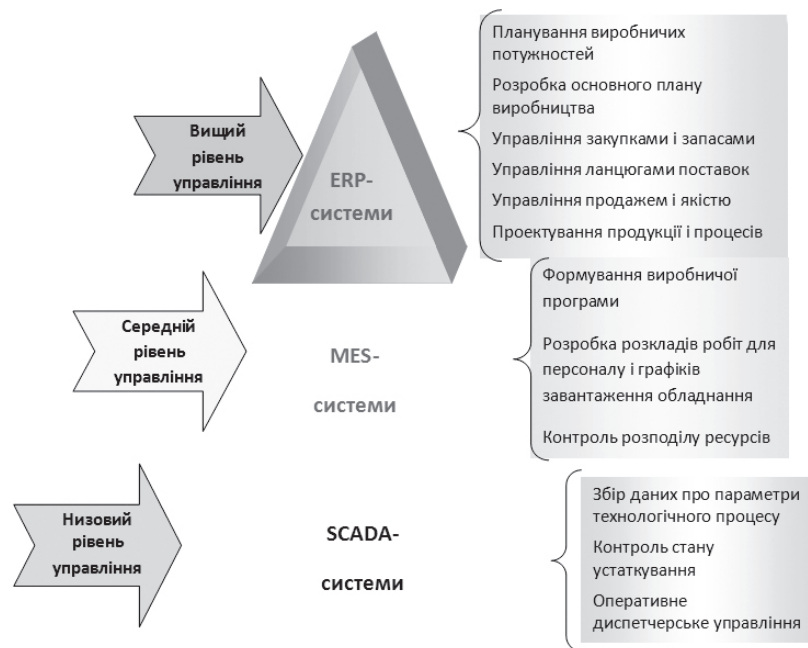 Вищий
рівень
управління
ERP-
системи
Планування виробничих
потужностей
Розробка основного плану
виробництва
Управління закупками і запасами
Управління ланцюгами поставок
Управління продажем і якістю
Проектування продукції і процесів
Середній
рівень
управління
MES-
системи
Формування виробничої
програми
Розробка розкладів робіт для
персоналу і графіків
завантаження обладнання
Контроль розподілу ресурсів
Низовий
рівень
управління
SCADA-
системи
Збір даних про параметри
технологічного процесу
Контроль стану
устаткування
Оперативне
диспетчерське управління